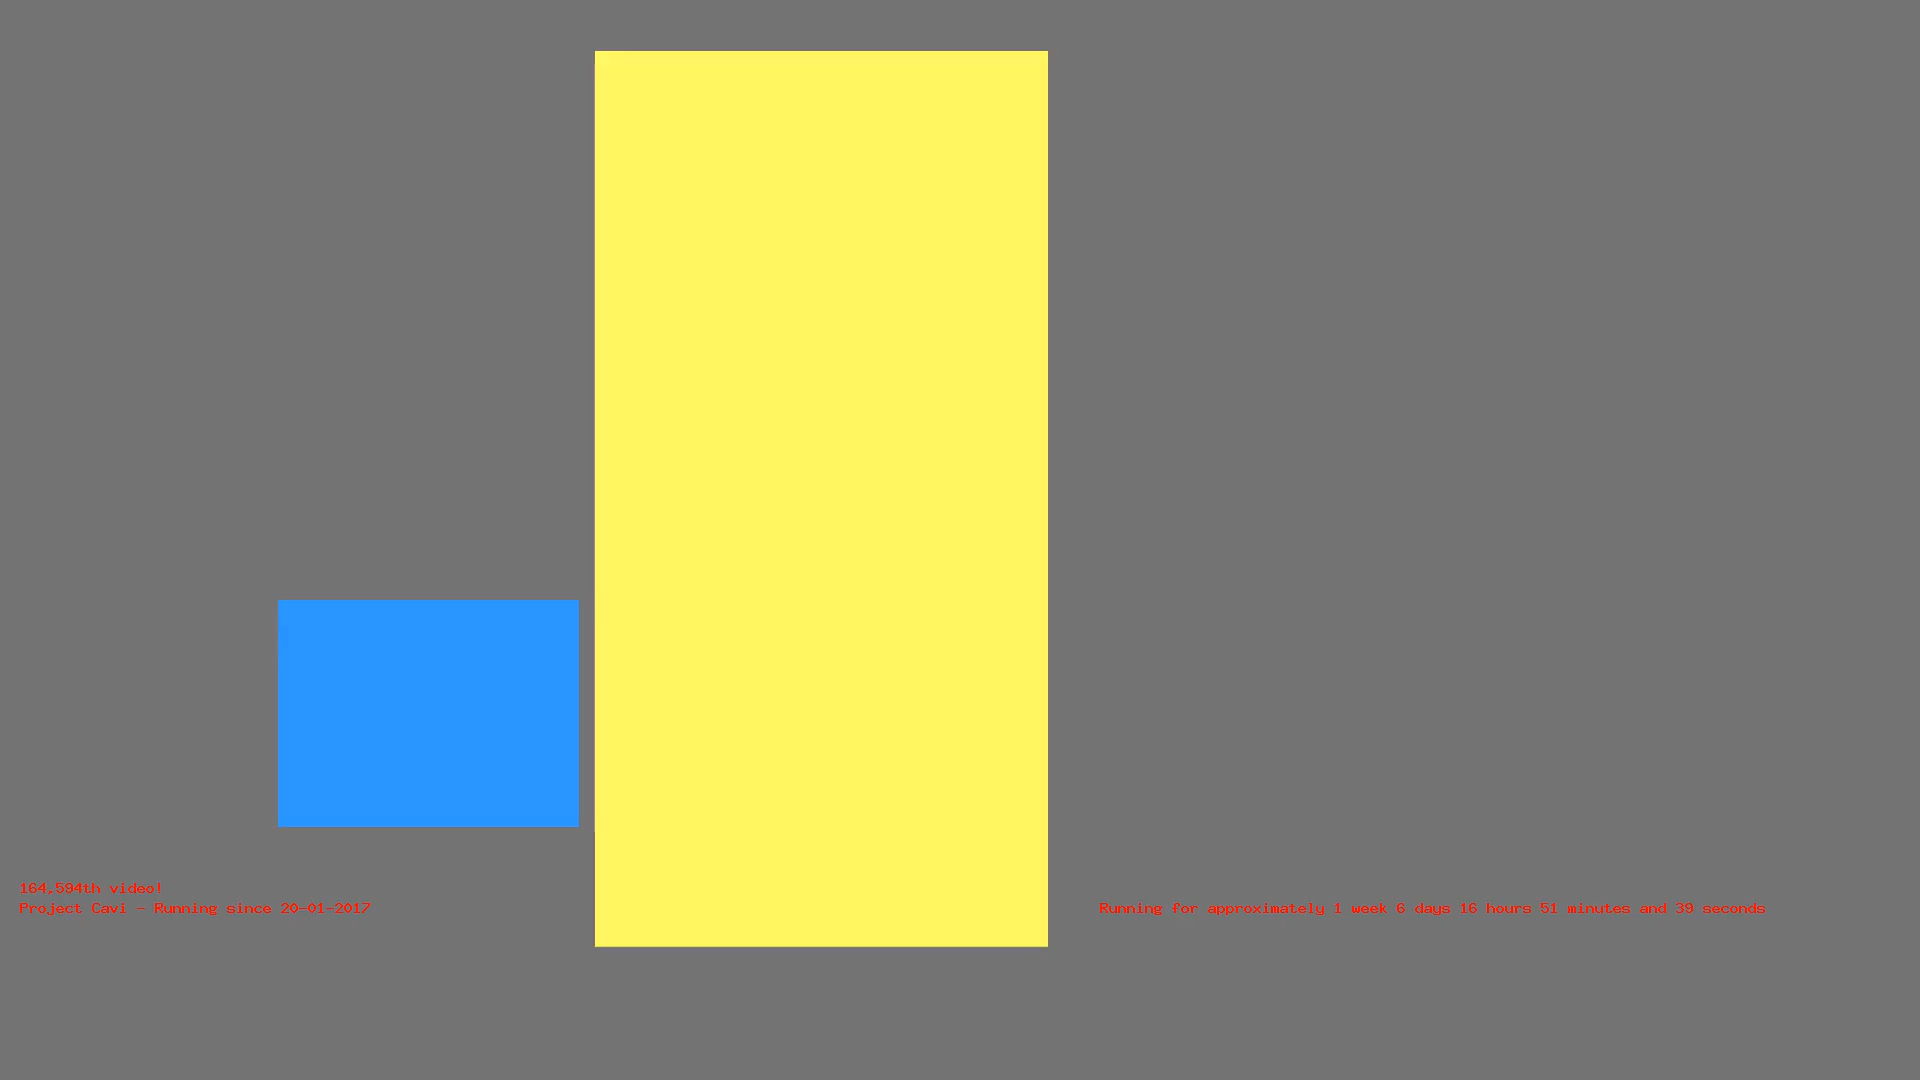 164,594th video!
Project Cavi - Running since 20-01-2017
Running for approximately 1 week 6 days 16 hours 51 minutes and 39 seconds